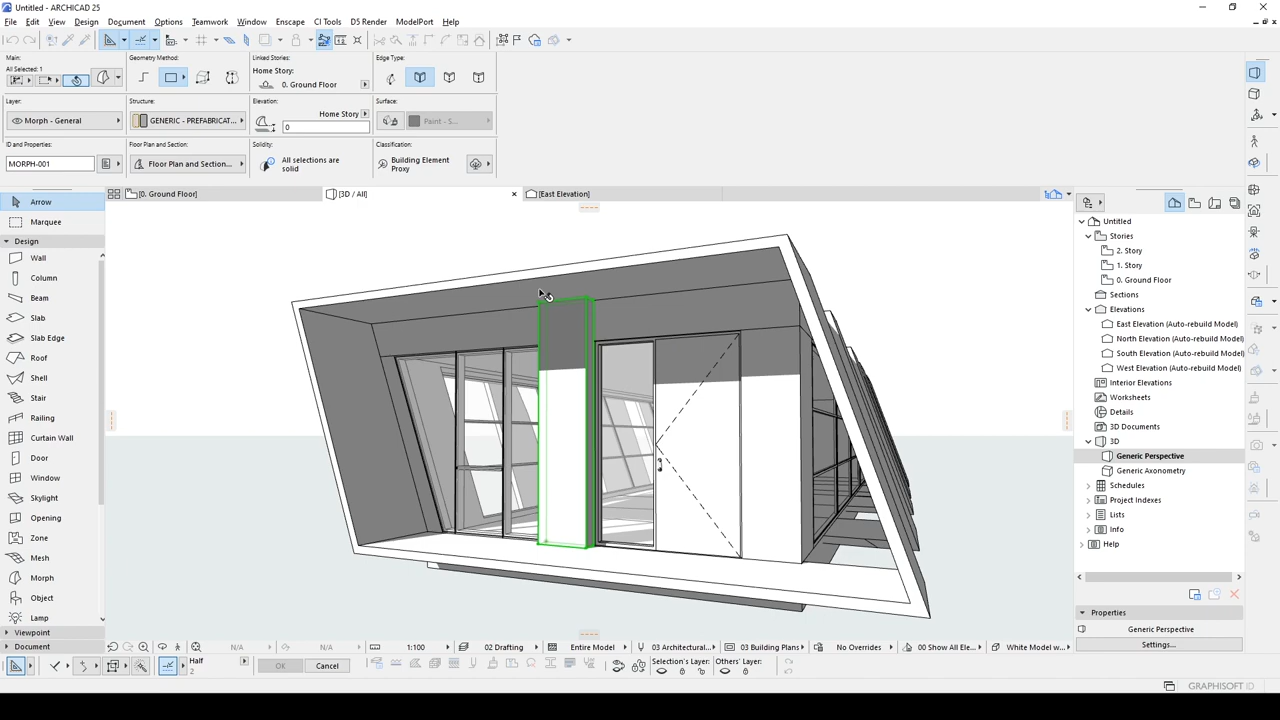 Untitled - ARCHICAD 25
File Edit View Design Document Options Teamwork Window Enscape CI Tools D5 Render ModelPort Help
Main: Geometry Method: Linked Stories: Edge Type:
All Selected: 1
Home Story:
0. Ground Floor
Layer: Structure: Elevation: Surface:
Morph - General GENERIC - PREFABRICAT... Home Story Paint - S...
0
ID and Properties: Floor Plan and Section: Solidity: Classification:
MORPH-001 Floor Plan and Section... All selections are solid Building Element Proxy
[0. Ground Floor] [3D / All] [East Elevation]
Arrow
Marquee
Design
Wall
Column
Beam
Slab
Slab Edge
Roof
Shell
Stair
Railing
Curtain Wall
Door
Window
Skylight
Opening
Zone
Mesh
Morph
Object
Lamp
Viewpoint
Document
Untitled
Stories
2. Story
1. Story
0. Ground Floor
Sections
Elevations
East Elevation (Auto-rebuild Model)
North Elevation (Auto-rebuild Model)
South Elevation (Auto-rebuild Model)
West Elevation (Auto-rebuild Model)
Interior Elevations
Worksheets
Details
3D Documents
3D
Generic Perspective
Generic Axonometry
Schedules
Project Indexes
Lists
Info
Help
Properties
Generic Perspective
Settings...
N/A N/A 1:100 02 Drafting Entire Model 03 Architectural... 03 Building Plans No Overrides 00 Show All Ele... White Model w...
Half
2
OK Cancel Selection's Layer: Others' Layer:
GRAPHISOFT